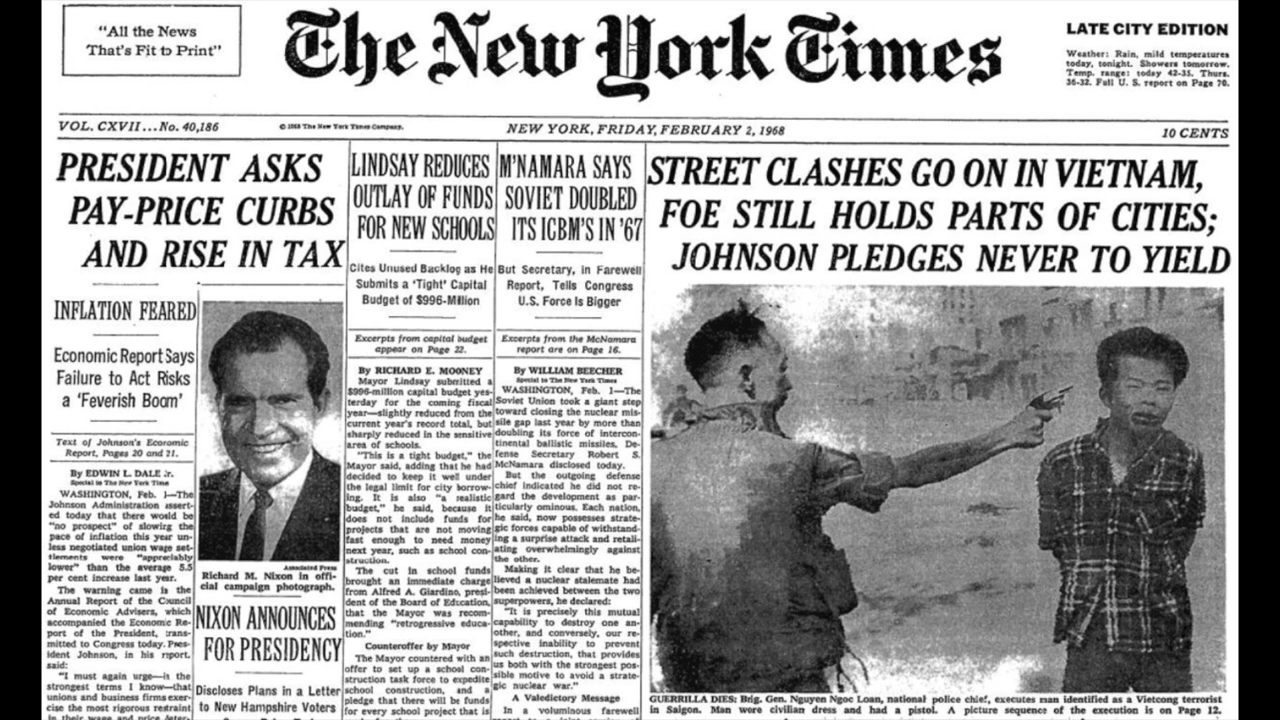 "All the News
That's Fit to Print"
The New York Times
LATE CITY EDITION
Weather: Rain, mild temperatures
today, tonight. Showers tomorrow.
Temp. range: today 42-35. Thurs.
36-32. Full U. S. report on Page 70.
VOL. CXVII...No. 40,186
© 1968 The New York Times Company.
NEW YORK, FRIDAY, FEBRUARY 2, 1968
10 CENTS
PRESIDENT ASKS
PAY-PRICE CURBS
AND RISE IN TAX
INFLATION FEARED
Economic Report Says
Failure to Act Risks
a 'Feverish Boom'
Text of Johnson's Economic
Report, Pages 20 and 21.
By EDWIN L. DALE Jr.
Special to The New York Times
WASHINGTON, Feb. 1—The
Johnson Administration assert-
ed today that there would be
"no prospect" of slowing the
pace of inflation this year un-
less negotiated union wage set-
tlements were "appreciably
lower" than the average 5.5
per cent increase last year.
The warning came in the
Annual Report of the Council
of Economic Advisers, which
accompanied the Economic Re-
port of the President, trans-
mitted to Congress today. Pres-
ident Johnson, in his report,
said:
"I must again urge—in the
strongest terms I know—that
unions and business firms exer-
cise the most rigorous restraint
in their wage and price deter-
Associated Press
Richard M. Nixon in offi-
cial campaign photograph.
NIXON ANNOUNCES
FOR PRESIDENCY
Discloses Plans in a Letter
to New Hampshire Voters
LINDSAY REDUCES
OUTLAY OF FUNDS
FOR NEW SCHOOLS
Cites Unused Backlog as He
Submits a 'Tight' Capital
Budget of $996-Million
Excerpts from capital budget
appear on Page 22.
By RICHARD E. MOONEY
Mayor Lindsay submitted a
$996-million capital budget yes-
terday for the coming fiscal
year—slightly reduced from the
current year's record total, but
sharply reduced in the sensitive
area of schools.
"This is a tight budget," the
Mayor said, adding that he had
decided to keep it well under
the legal limit for city borrow-
ing. It is also "a realistic
budget," he said, because it
does not include funds for
projects that are not moving
fast enough to need money
next year, such as school con-
struction.
The cut in school funds
brought an immediate charge
from Alfred A. Giardino, presi-
dent of the Board of Education,
that the Mayor was recom-
mending "retrogressive educa-
tion."
Counteroffer by Mayor
The Mayor countered with an
offer to set up a school con-
struction task force to expedite
school construction, and a
pledge that there will be funds
for every school project that is
M'NAMARA SAYS
SOVIET DOUBLED
ITS ICBM'S IN '67
But Secretary, in Farewell
Report, Tells Congress
U.S. Force Is Bigger
Excerpts from the McNamara
report are on Page 16.
By WILLIAM BEECHER
Special to The New York Times
WASHINGTON, Feb. 1—The
Soviet Union took a giant step
toward closing the nuclear mis-
sile gap last year by more than
doubling its force of intercon-
tinental ballistic missiles, De-
fense Secretary Robert S.
McNamara disclosed today.
But the outgoing defense
chief indicated he did not re-
gard the development as par-
ticularly ominous. Each nation,
he said, now possesses strate-
gic forces capable of withstand-
ing a surprise attack and retali-
ating overwhelmingly against
the other.
Making it clear that he be-
lieved a nuclear stalemate had
been achieved between the two
superpowers, he declared:
"It is precisely this mutual
capability to destroy one an-
other, and conversely, our re-
spective inability to prevent
such destruction, that provides
us both with the strongest pos-
sible motive to avoid a strate-
gic nuclear war."
A Valedictory Message
In a voluminous farewell
STREET CLASHES GO ON IN VIETNAM,
FOE STILL HOLDS PARTS OF CITIES;
JOHNSON PLEDGES NEVER TO YIELD
GUERRILLA DIES: Brig. Gen. Nguyen Ngoc Loan, national police chief, executes man identified as a Vietcong terrorist
in Saigon. Man wore civilian dress and had a pistol. A picture sequence of the execution is on Page 12.